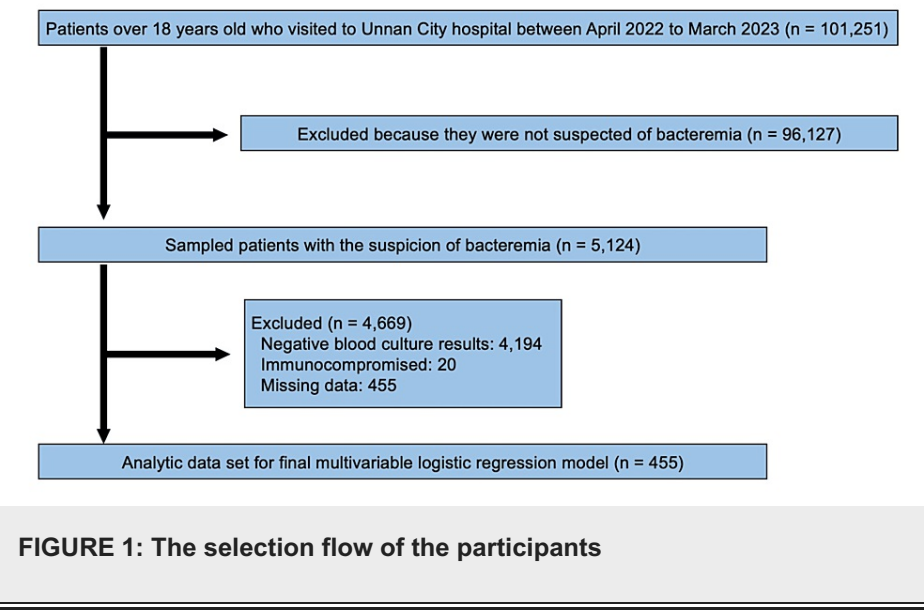 Patients over 18 years old who visited to Unnan City hospital between April 2022 to March 2023 (n = 101,251)
Excluded because they were not suspected of bacteremia (n = 96,127)
Sampled patients with the suspicion of bacteremia (n = 5,124)
Excluded (n = 4,669)
Negative blood culture results: 4,194
Immunocompromised: 20
Missing data: 455
Analytic data set for final multivariable logistic regression model (n = 455)
FIGURE 1: The selection flow of the participants